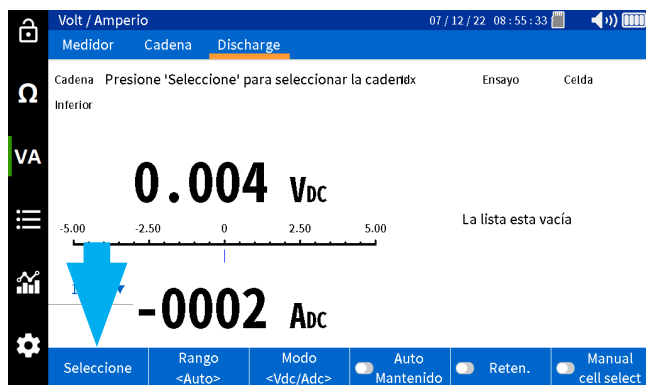 Volt / Amperio 07 / 12 / 22 08 : 55 : 33
Medidor Cadena Discharge
Cadena Presione 'Seleccione' para seleccionar la cadena Idx Ensayo Celda
Inferior
Ω
VA
0.004 VDC
-5.00 -2.50 0 2.50 5.00
La lista esta vacía
-0002 ADC
Seleccione Rango <Auto> Modo <Vdc/Adc> Auto Mantenido Reten. Manual cell select